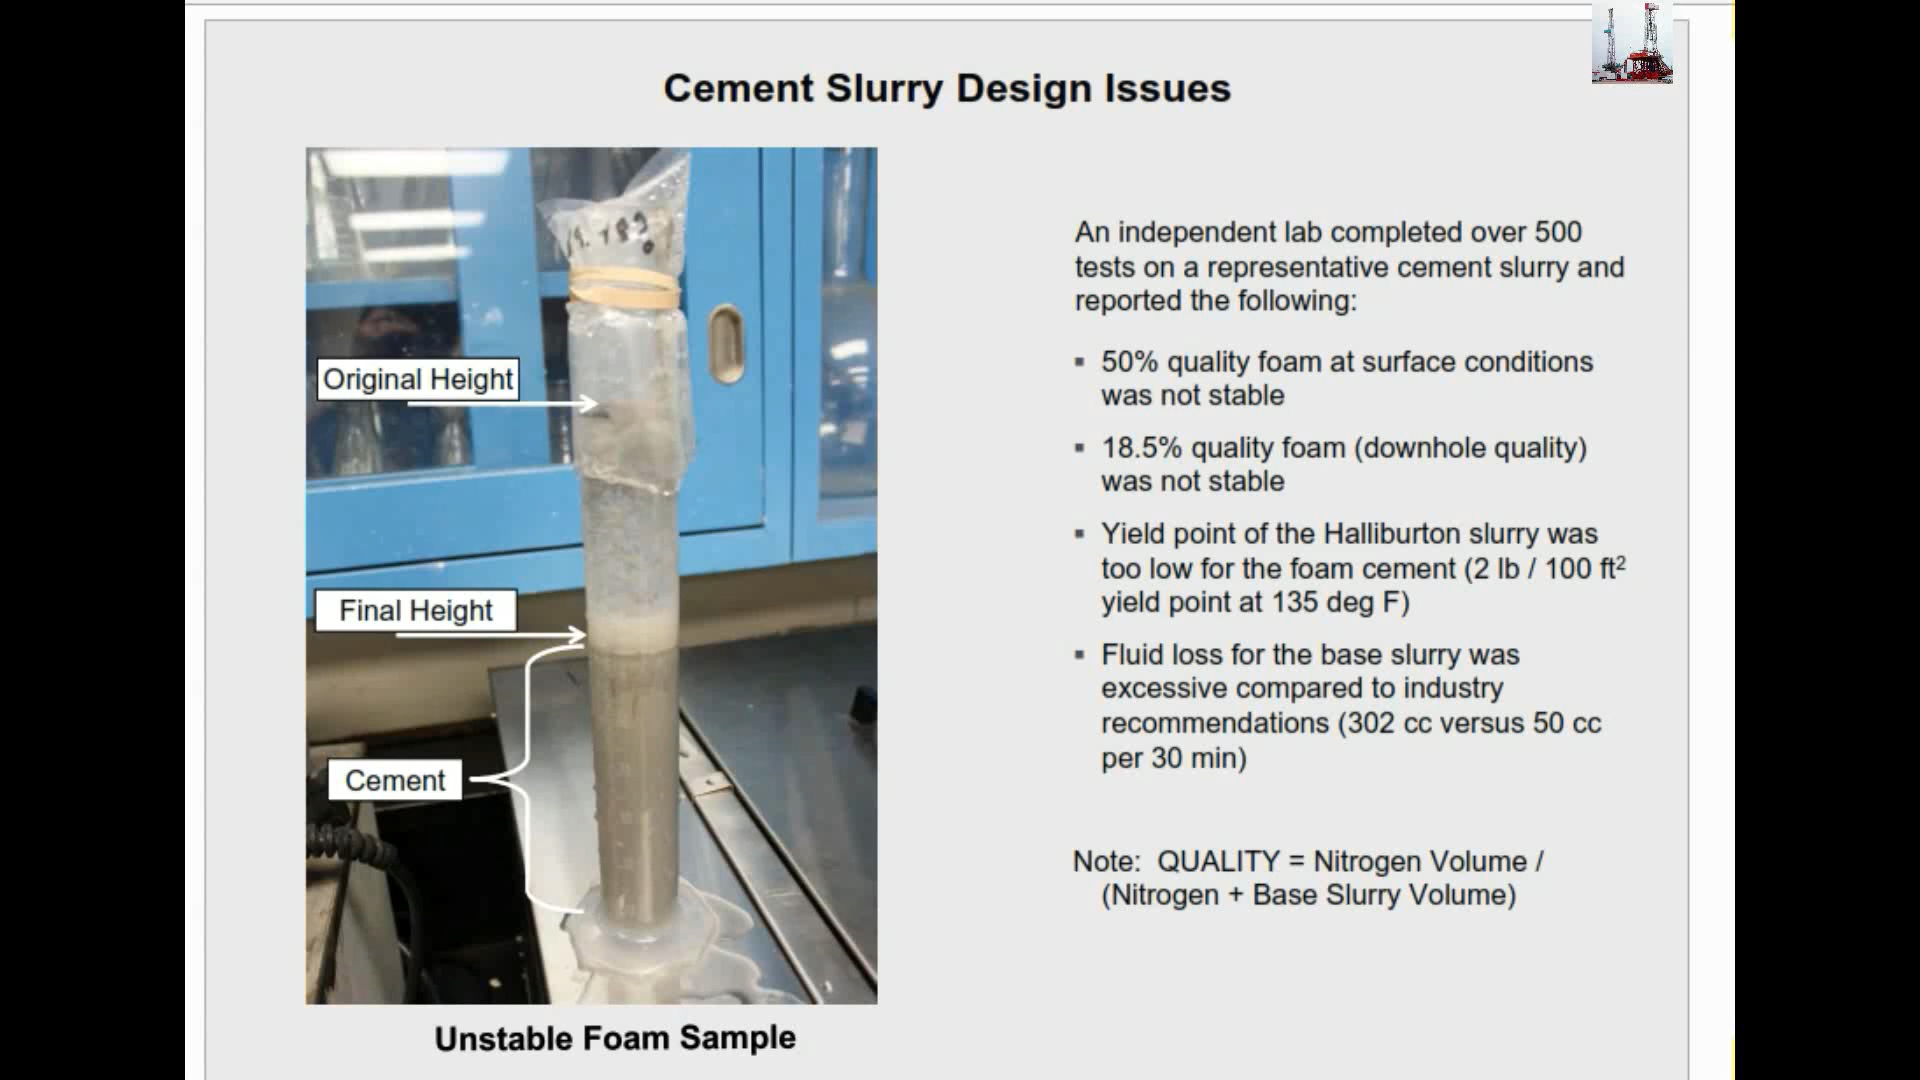 Cement Slurry Design Issues
Original Height
Final Height
Cement
Unstable Foam Sample
An independent lab completed over 500
tests on a representative cement slurry and
reported the following:
▪ 50% quality foam at surface conditions
was not stable
▪ 18.5% quality foam (downhole quality)
was not stable
▪ Yield point of the Halliburton slurry was
too low for the foam cement (2 lb / 100 ft²
yield point at 135 deg F)
▪ Fluid loss for the base slurry was
excessive compared to industry
recommendations (302 cc versus 50 cc
per 30 min)
Note: QUALITY = Nitrogen Volume /
(Nitrogen + Base Slurry Volume)